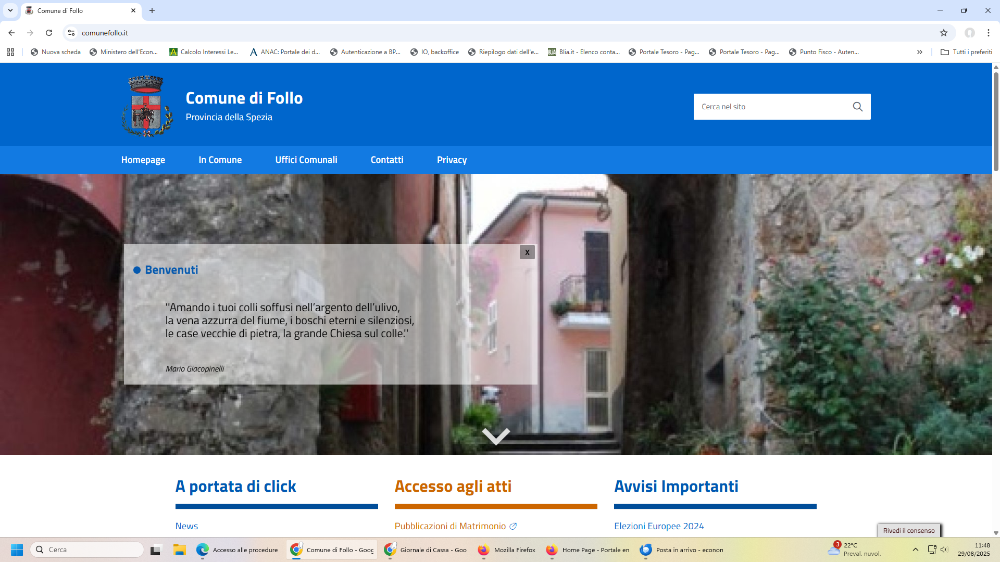 Comune di Follo
comunefollo.it
Nuova scheda
Ministero dell'Econ...
Calcolo Interessi Le...
ANAC: Portale dei d...
Autenticazione a BP...
IO, backoffice
Riepilogo dati dell'e...
Blia.it - Elenco conta...
Portale Tesoro - Pag...
Portale Tesoro - Pag...
Punto Fisco - Auten...
Tutti i preferiti
Comune di Follo
Provincia della Spezia
Cerca nel sito
Homepage
In Comune
Uffici Comunali
Contatti
Privacy
X
Benvenuti
''Amando i tuoi colli soffusi nell’argento dell’ulivo,
la vena azzurra del fiume, i boschi eterni e silenziosi,
le case vecchie di pietra, la grande Chiesa sul colle.''
Mario Giacopinelli
A portata di click
Accesso agli atti
Avvisi Importanti
News
Pubblicazioni di Matrimonio
Elezioni Europee 2024
Rivedi il consenso
Cerca
Accesso alle procedure
Comune di Follo - Goog
Giornale di Cassa - Goo
Mozilla Firefox
Home Page - Portale en
Posta in arrivo - econon
3
22°C
Preval. nuvol.
11:48
29/08/2025